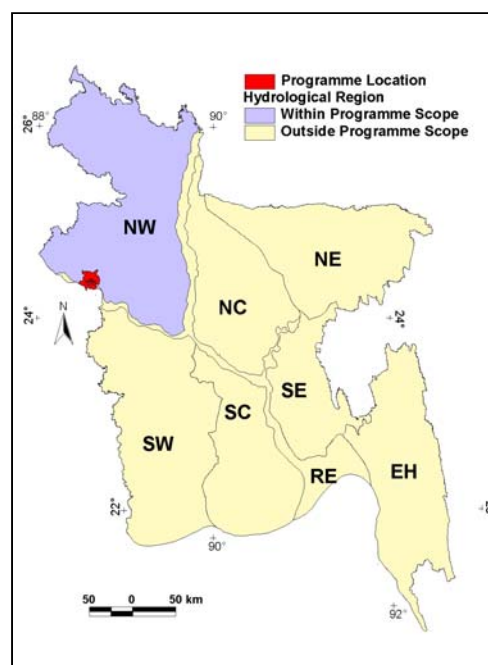 Programme Location
Hydrological Region
Within Programme Scope
Outside Programme Scope
88°
26°
90°
NW
NE
NC
N
24°
24°
SE
SC
SW
RE
EH
22°
90°
92°
50 0 50 km